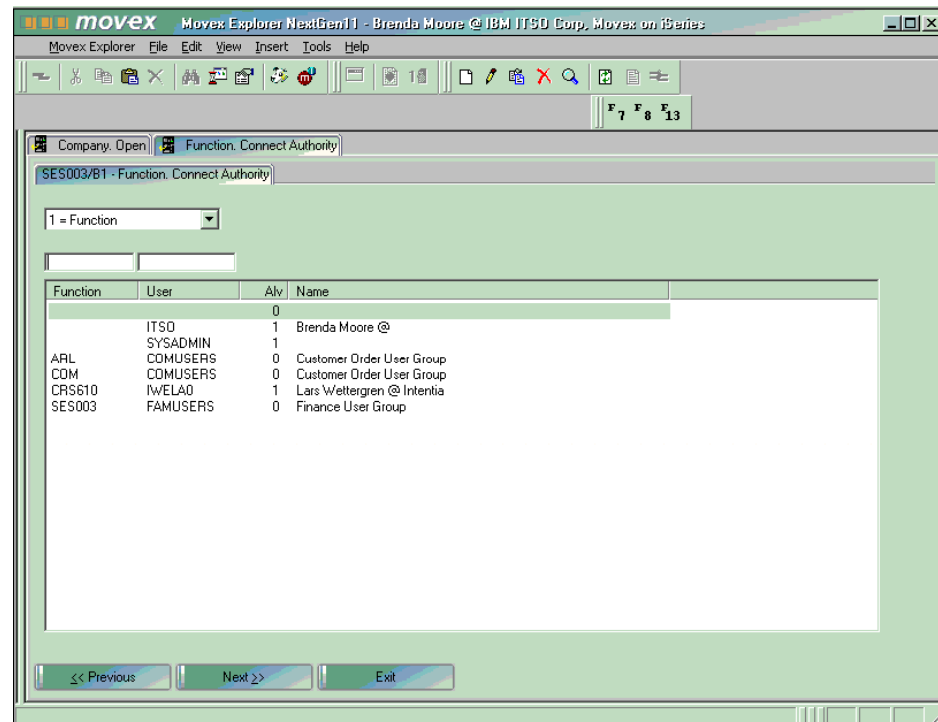 movex Movex Explorer NextGen11 - Brenda Moore @ IBM ITSO Corp, Movex on iSeries
Movex Explorer File Edit View Insert Tools Help
F7 F8 F13
Company. Open Function. Connect Authority
SES003/B1 - Function. Connect Authority
1 = Function
Function User Alv Name
0
ITSO 1 Brenda Moore @
SYSADMIN 1
ARL COMUSERS 0 Customer Order User Group
COM COMUSERS 0 Customer Order User Group
CRS610 IWELA0 1 Lars Wettergren @ Intentia
SES003 FAMUSERS 0 Finance User Group
<< Previous Next >> Exit